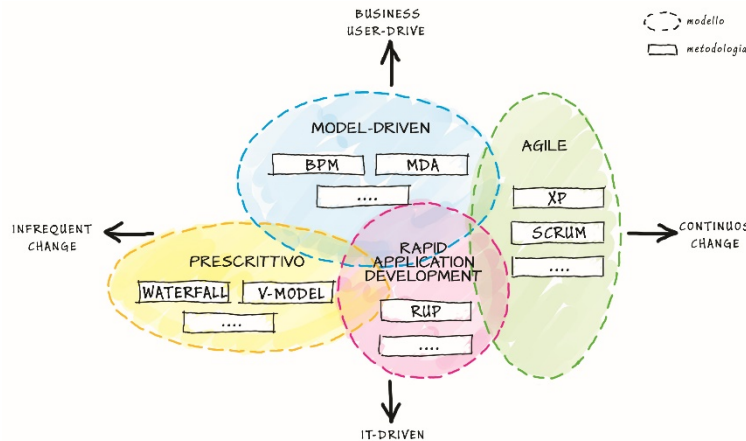 BUSINESS
USER-DRIVE
modello
metodologia
MODEL-DRIVEN
BPM
MDA
....
AGILE
XP
SCRUM
....
INFREQUENT
CHANGE
CONTINUOS
CHANGE
PRESCRITTIVO
WATERFALL
V-MODEL
....
RAPID
APPLICATION
DEVELOPMENT
RUP
....
IT-DRIVEN